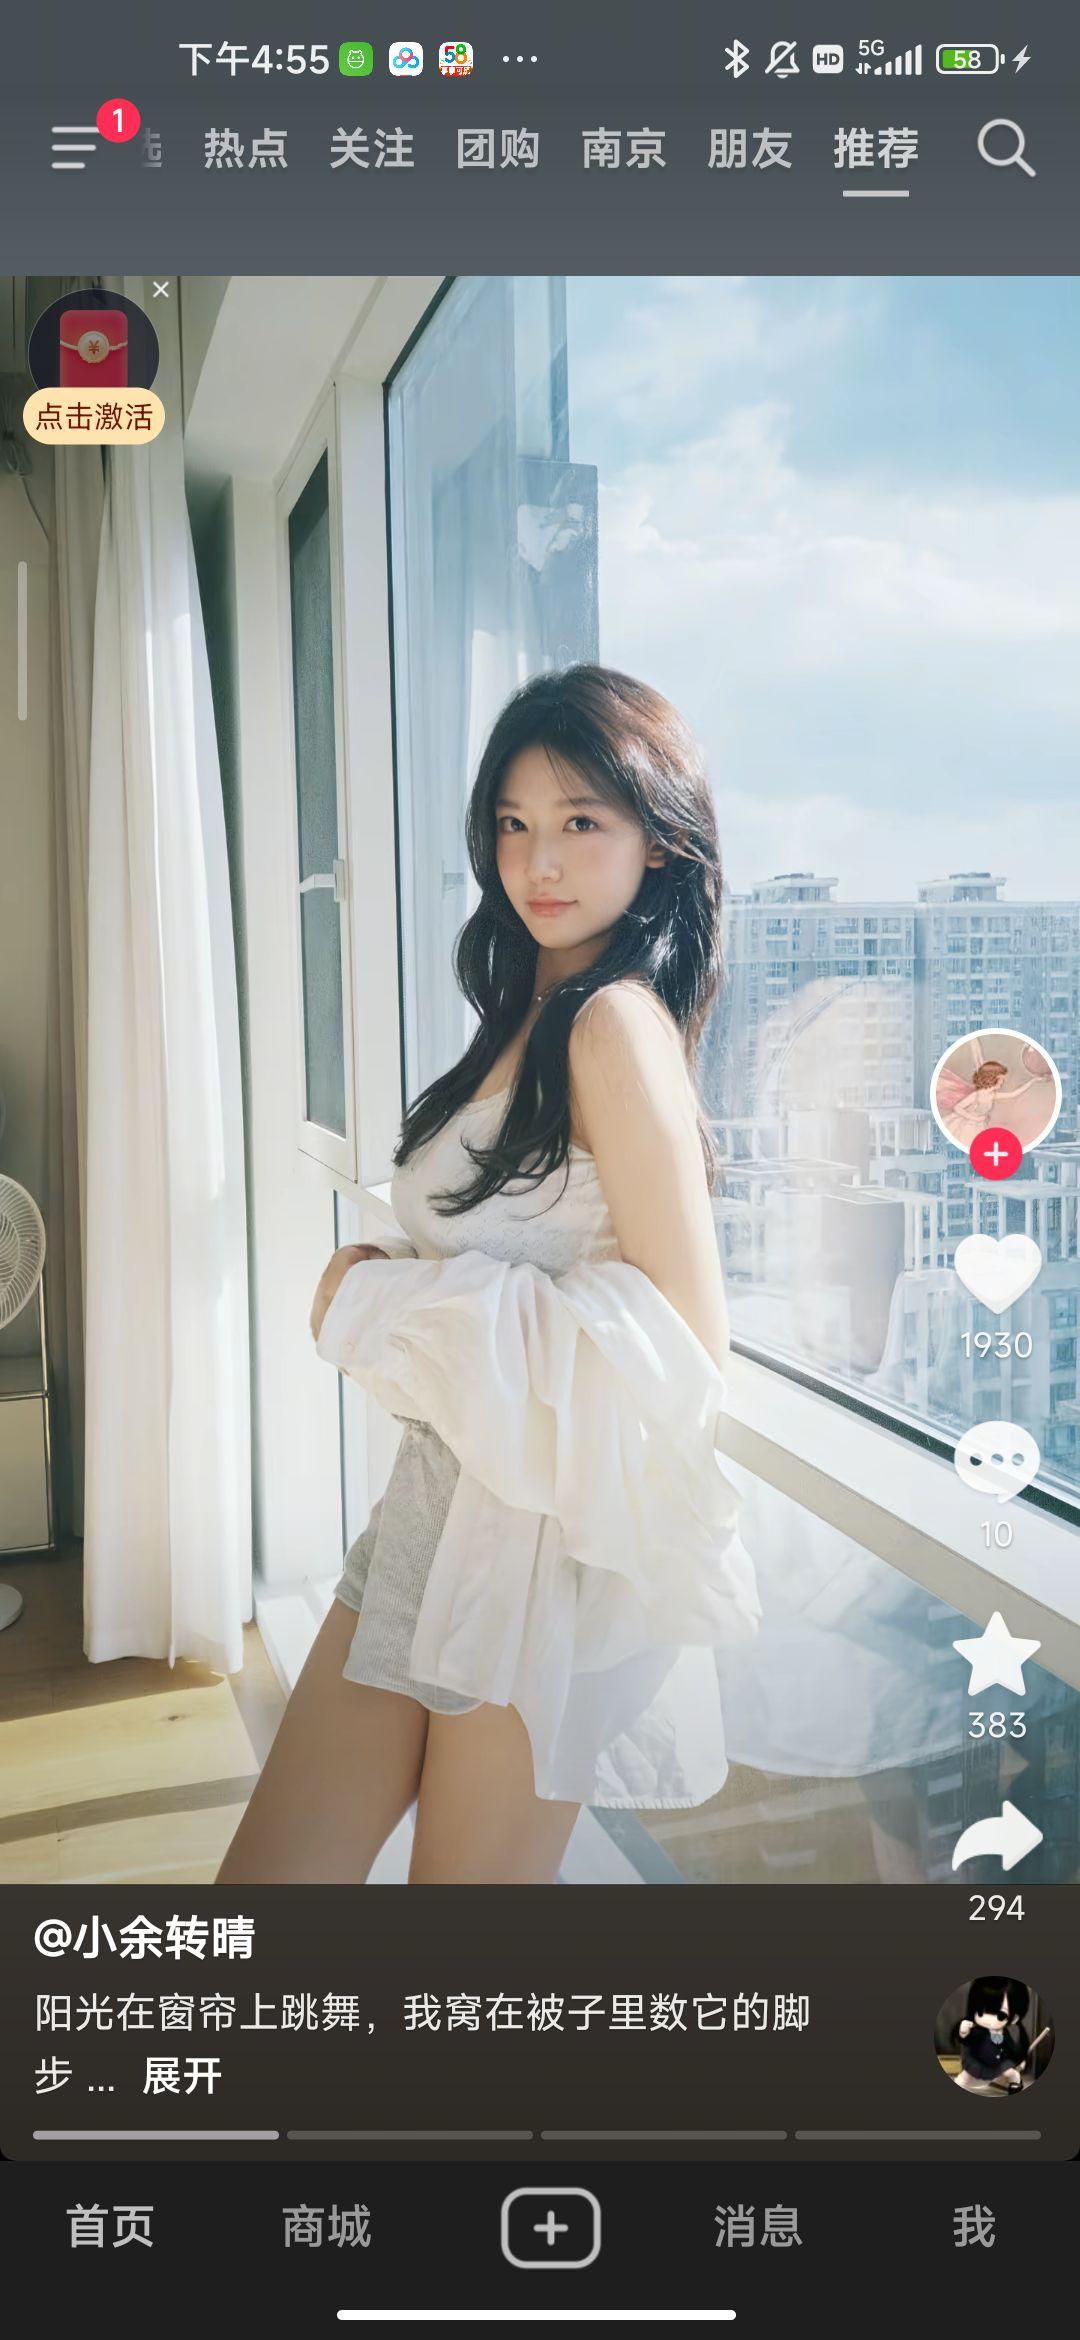 下午4:55
58
HD
5G
58
1
选 热点 关注 团购 南京 朋友 推荐
¥
点击激活
1930
10
383
294
@小余转晴
阳光在窗帘上跳舞，我窝在被子里数它的脚
步 ... 展开
首页 商城 消息 我